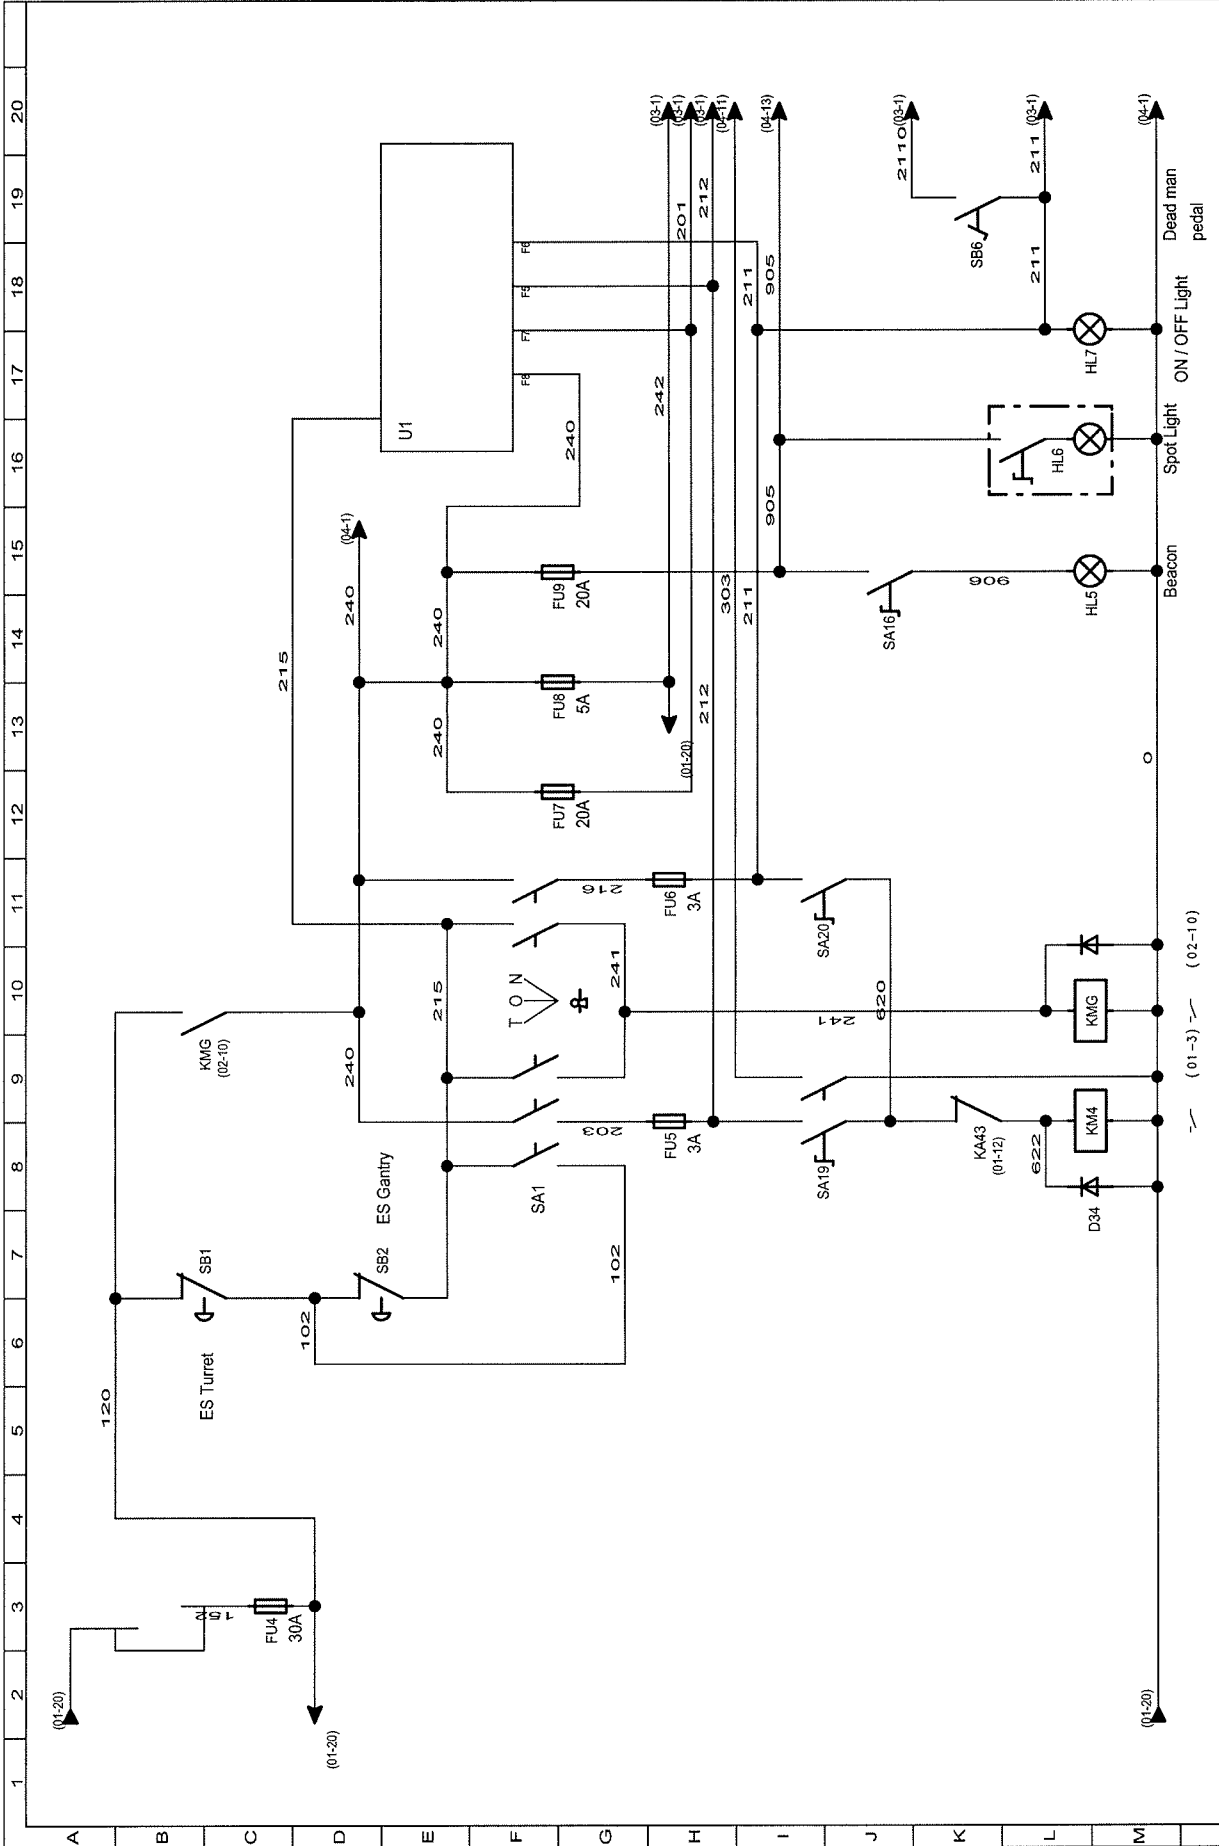 1 2 3 4 5 6 7 8 9 10 11 12 13 14 15 16 17 18 19 20
A
B
C
D
E
F
G
H
I
J
K
L
M
(01-20)
152
FU4
30A
(01-20)
120
ES Turret
SB1
102
SB2
ES Gantry
KMG
(02-10)
240
215
240
(04-1)
215
U1
F8
F7
F5
F6
240
240
240
SA1
T O N
102
203
241
216
FU5
3A
FU6
3A
FU7
20A
FU8
5A
FU9
20A
(01-20)
212
242
201
212
(03-1)
(03-1)
(03-1)
(04-11)
(04-13)
303
211
211
905
905
SA19
SA20
241
620
SA16
906
KA43
(01-12)
622
D34
KM4
KMG
HL5
HL6
HL7
SB6
2110
(03-1)
211
211
(03-1)
(01-20)
0
(04-1)
Beacon
Spot Light
ON / OFF Light
Dead man
pedal
(01-3)
(02-10)